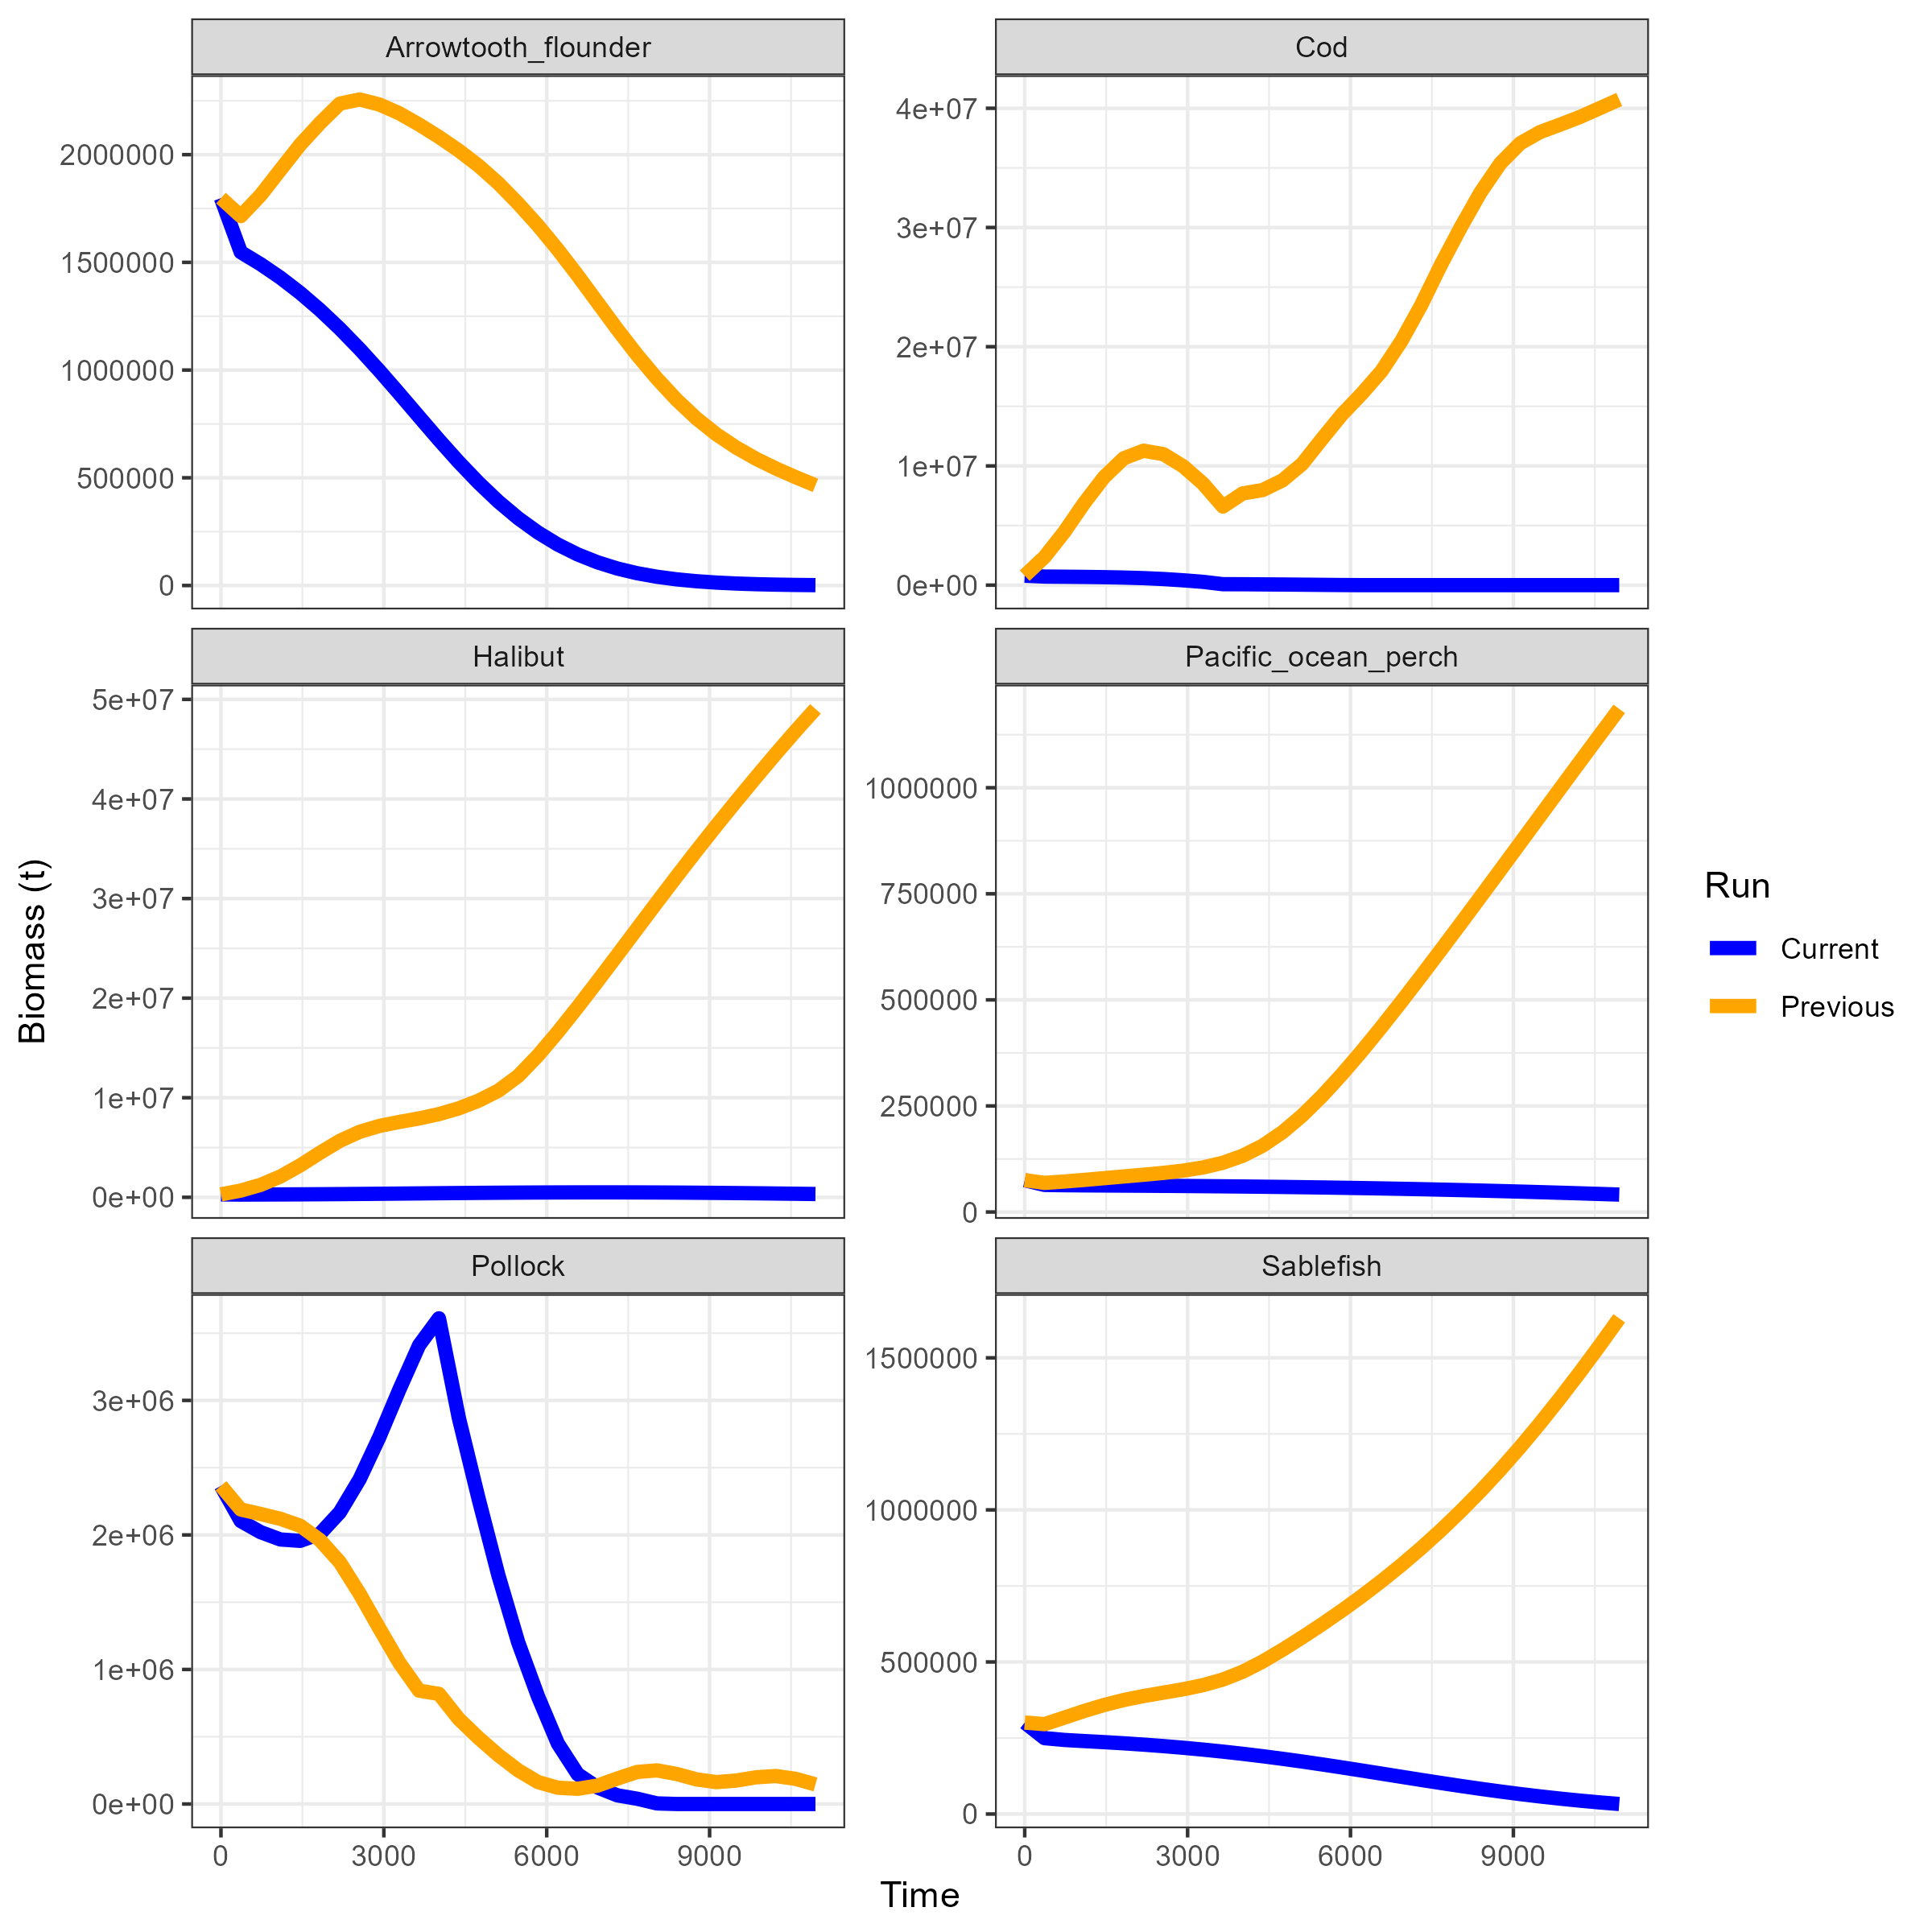 Arrowtooth_flounder
Cod
2000000
1500000
1000000
500000
0
4e+07
3e+07
2e+07
1e+07
0e+00
Halibut
Pacific_ocean_perch
5e+07
4e+07
3e+07
2e+07
1e+07
0e+00
1000000
750000
500000
250000
0
Pollock
Sablefish
3e+06
2e+06
1e+06
0e+00
1500000
1000000
500000
0
0 3000 6000 9000
0 3000 6000 9000
Time
Biomass (t)
Run
Current
Previous